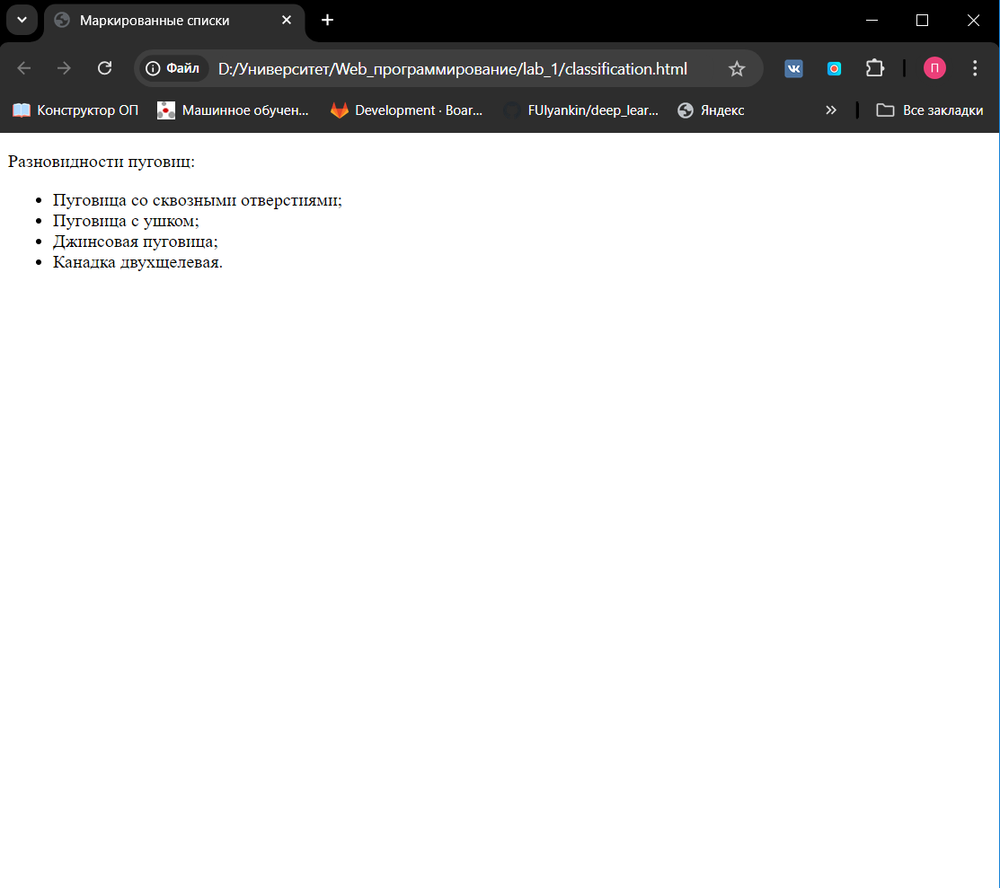 Маркированные списки
Файл D:/Университет/Web_программирование/lab_1/classification.html П
Конструктор ОП Машинное обучен... Development · Boar... FUlyankin/deep_lear... Яндекс Все закладки
Разновидности пуговиц:
• Пуговица со сквозными отверстиями;
• Пуговица с ушком;
• Джинсовая пуговица;
• Канадка двухщелевая.